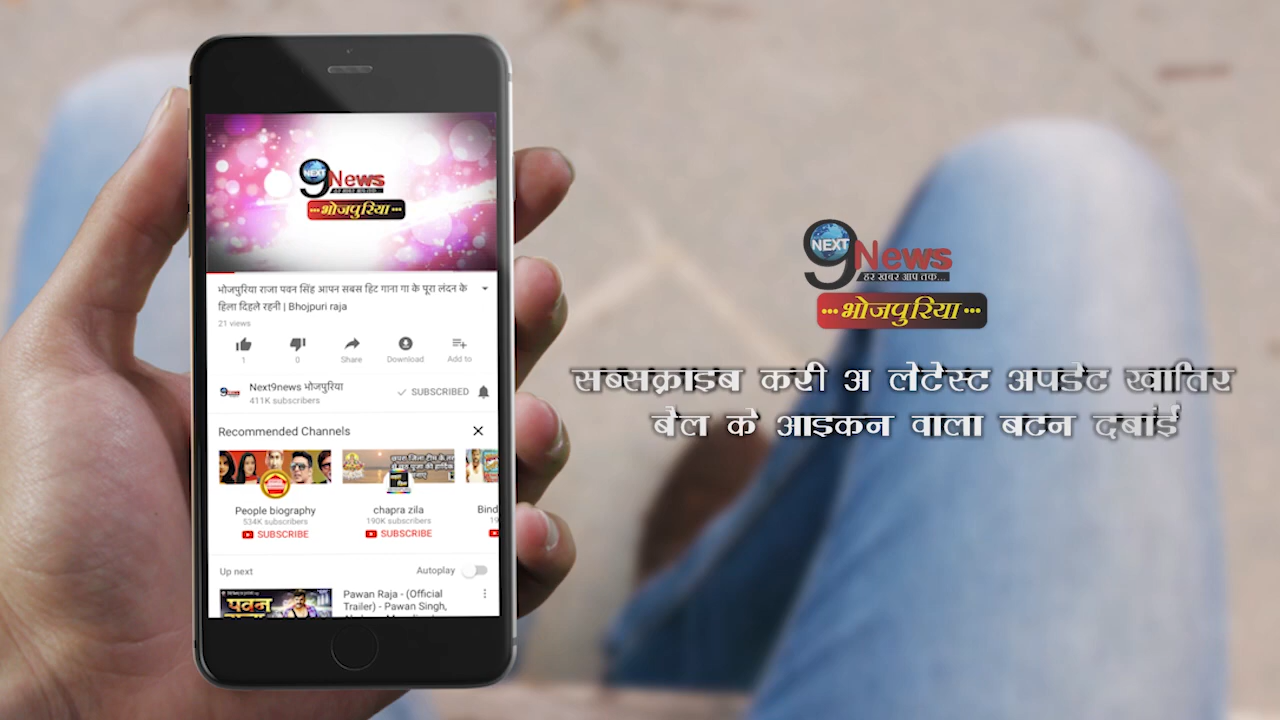 NEXT
9 News
•••भोजपुरिया•••
भोजपुरिया राजा पवन सिंह आपन सबस हिट गाना गा के पूरा लंदन के
हिला दिहले रहनी | Bhojpuri raja
21 views
1
0
Share
Download
Add to
Next9news भोजपुरिया
411K subscribers
SUBSCRIBED
Recommended Channels
People biography
534K subscribers
SUBSCRIBE
chapra zila
190K subscribers
SUBSCRIBE
Bind
19
Up next
Autoplay
पवन
Pawan Raja - (Official
Trailer) - Pawan Singh,
NEXT
9 News
हर खबर आप तक...
•••भोजपुरिया•••
सब्सक्राइब करी अ लेटेस्ट अपडेट खातिर
बैल के आइकन वाला बटन दबांई